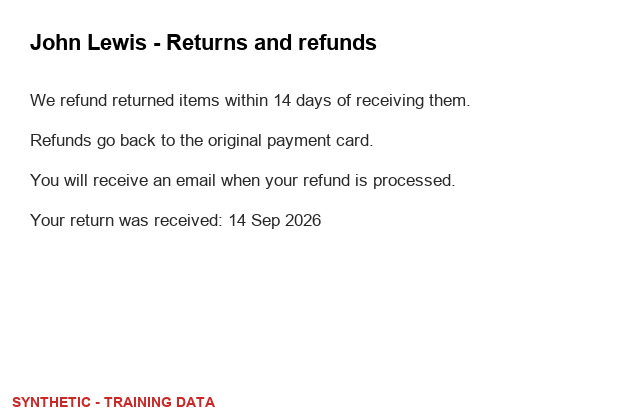 John Lewis - Returns and refunds
We refund returned items within 14 days of receiving them.
Refunds go back to the original payment card.
You will receive an email when your refund is processed.
Your return was received: 14 Sep 2026
SYNTHETIC - TRAINING DATA